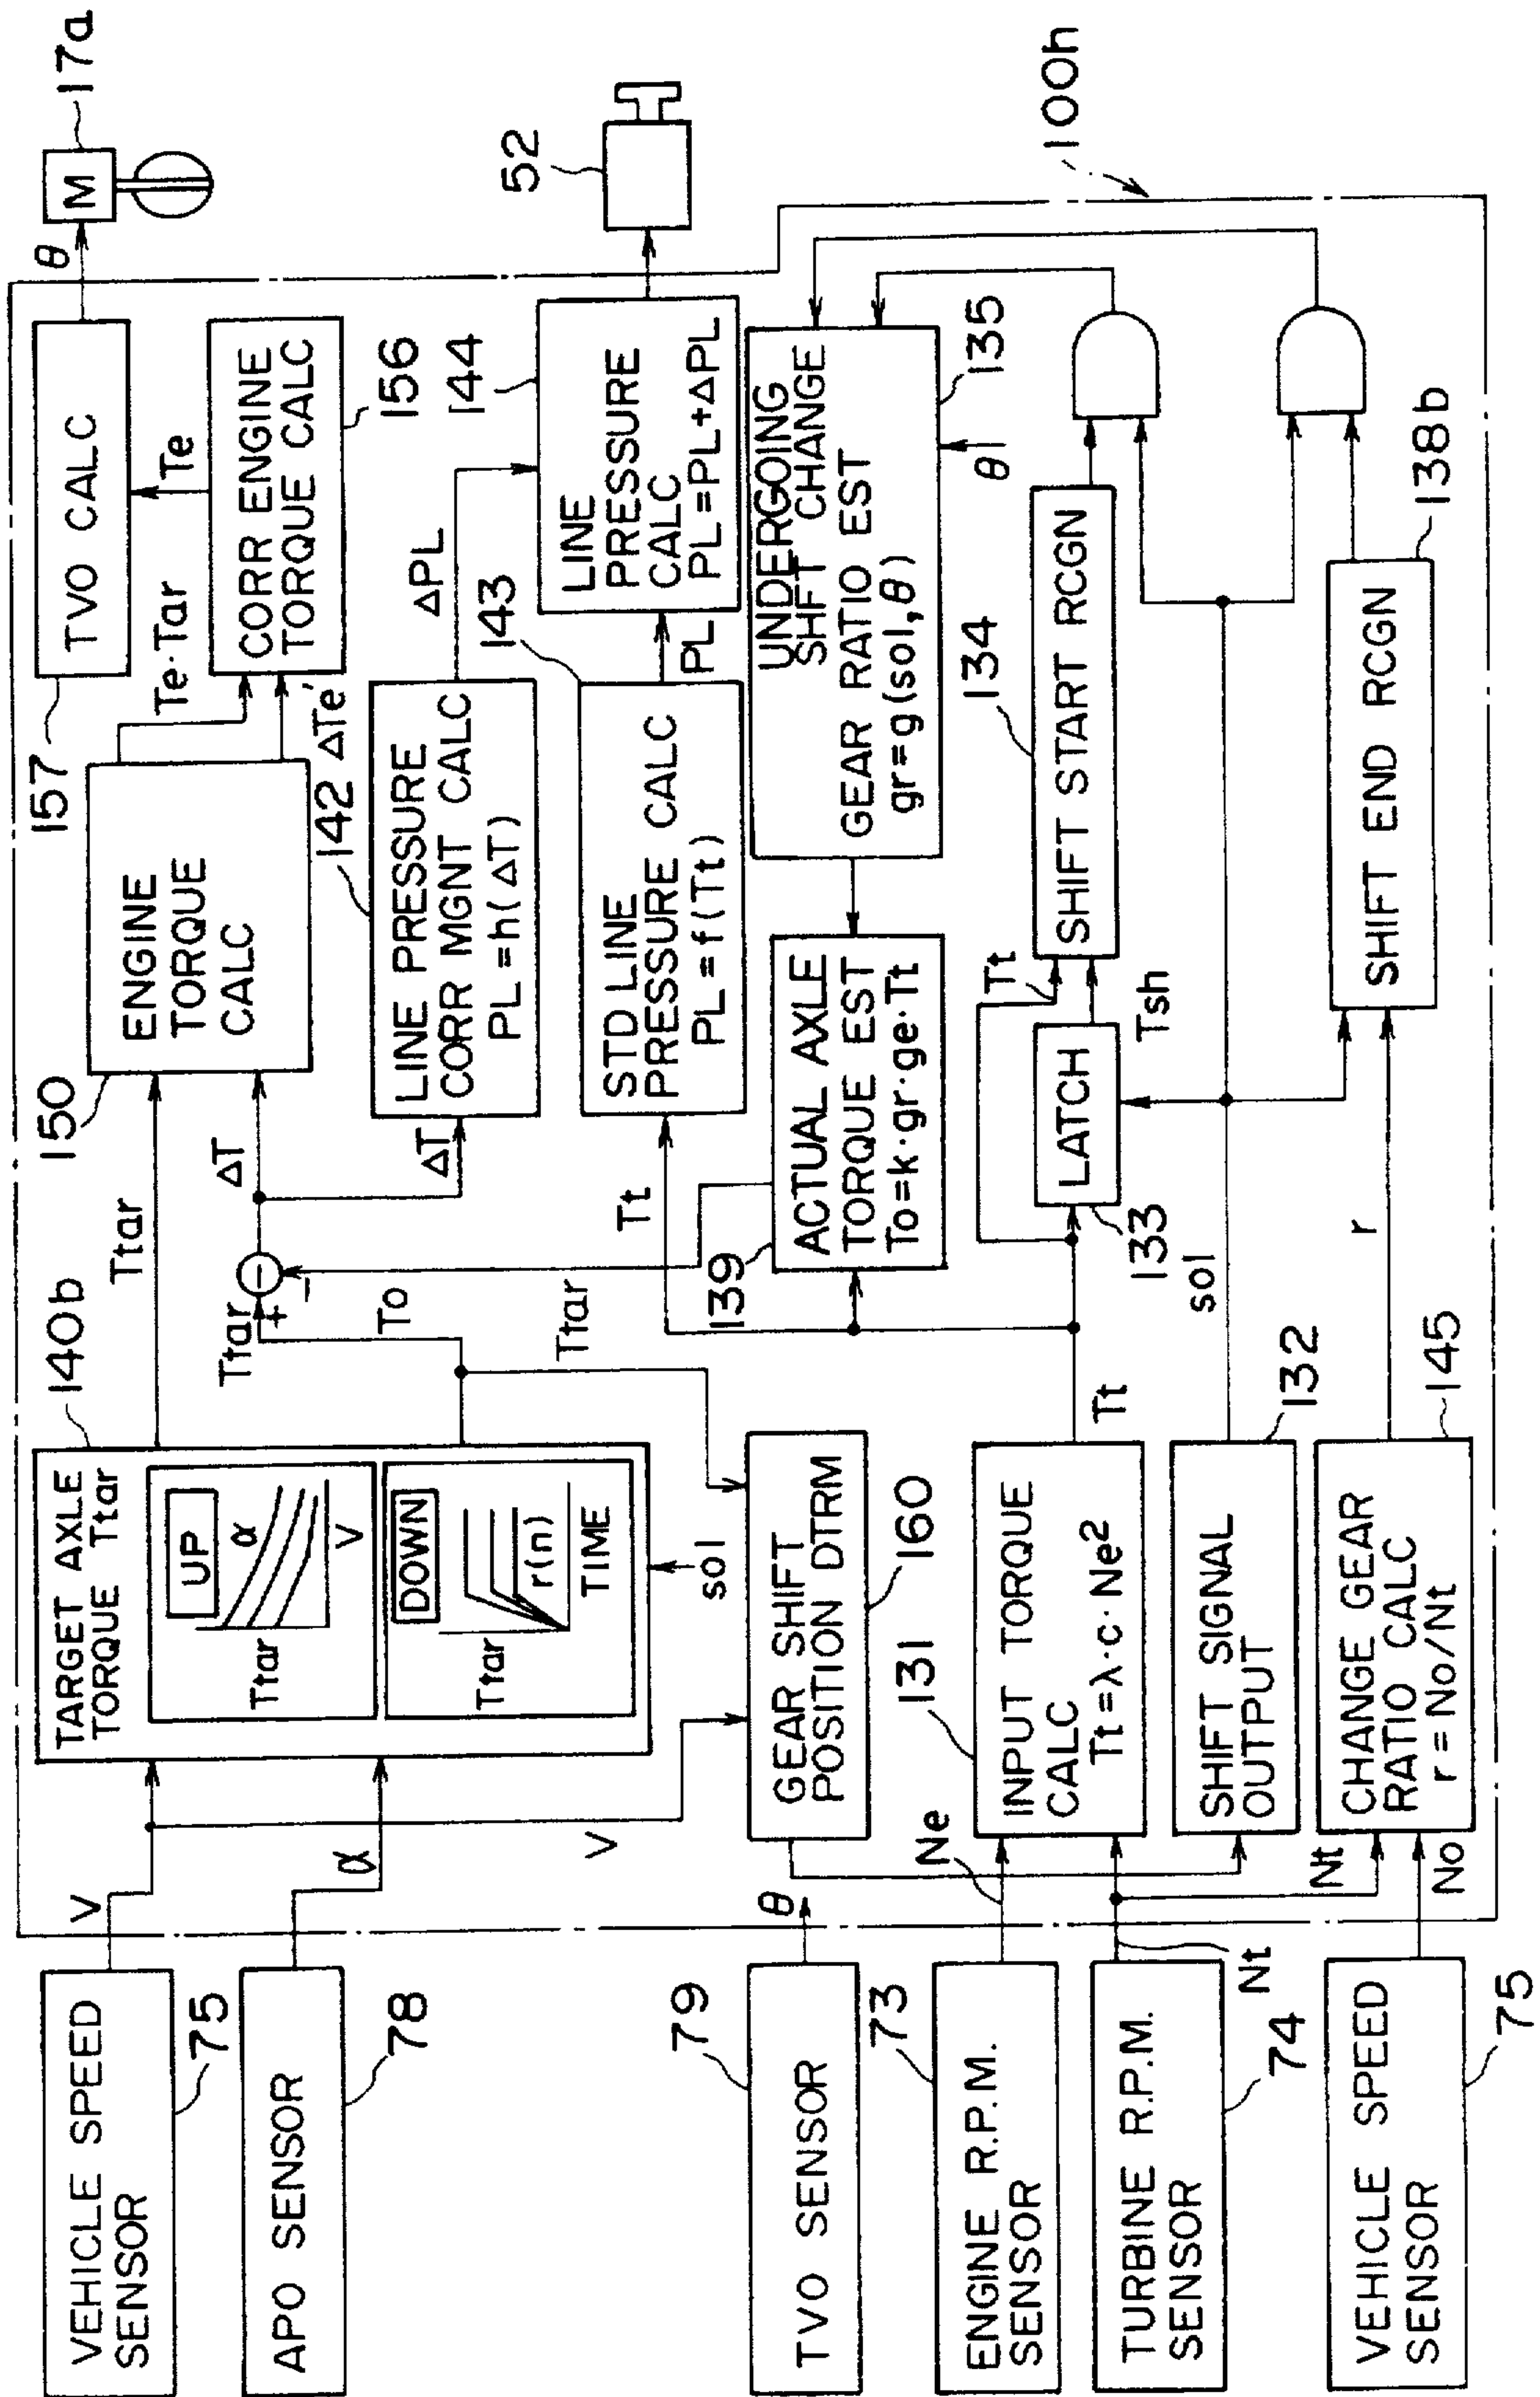 VEHICLE SPEED
SENSOR
75
APO SENSOR
78
TVO SENSOR
79
ENGINE R.P.M.
SENSOR
73
TURBINE R.P.M.
SENSOR
74
VEHICLE SPEED
SENSOR
75
V
α
V
θ
Ne
Nt
Nt
No
TARGET AXLE
TORQUE Ttar
140b
UP
Ttar
α
V
DOWN
Ttar
r(n)
TIME
sol
GEAR SHIFT
POSITION DTRM
160
INPUT TORQUE
CALC
Tt=λ·c·Ne²
131
SHIFT SIGNAL
OUTPUT
132
CHANGE GEAR
RATIO CALC
r=No/Nt
145
Ttar
Ttar
+
−
−
To
Ttar
ΔT
ΔT
Tt
Tt
sol
r
ENGINE
TORQUE
CALC
150
LINE PRESSURE
CORR MGNT CALC
PL=h(ΔT)
142
STD LINE
PRESSURE CALC
PL=f(Tt)
143
ACTUAL AXLE
TORQUE EST
To=k·gr·ge·Tt
139
LATCH
133
Tt
Tsh
SHIFT START RCGN
134
SHIFT END RCGN
138b
Te·Tar
ΔTe'
TVO CALC
157
Te
CORR ENGINE
TORQUE CALC
156
ΔPL
PL
LINE
PRESSURE
CALC
PL=PL+ΔPL
144
UNDERGOING
SHFT CHANGE
GEAR RATIO EST
gr=g(sol,θ)
135
θ
θ
M
17a
52
100h